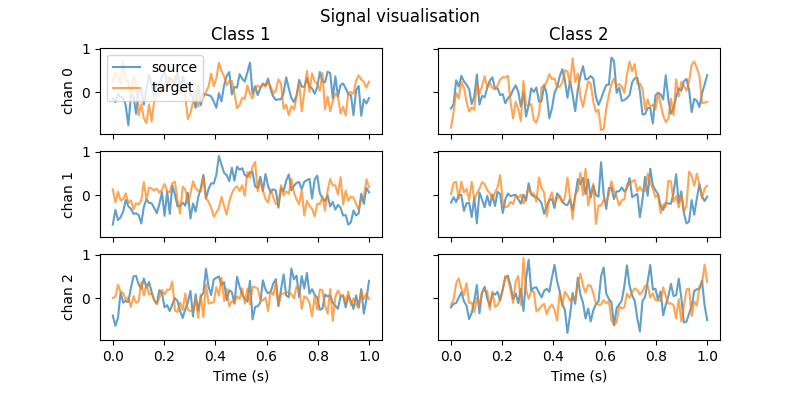 Signal visualisation
Class 1
Class 2
1
source
target
0
chan 0
1
0
chan 1
1
0
chan 2
0.0 0.2 0.4 0.6 0.8 1.0
0.0 0.2 0.4 0.6 0.8 1.0
Time (s)
Time (s)